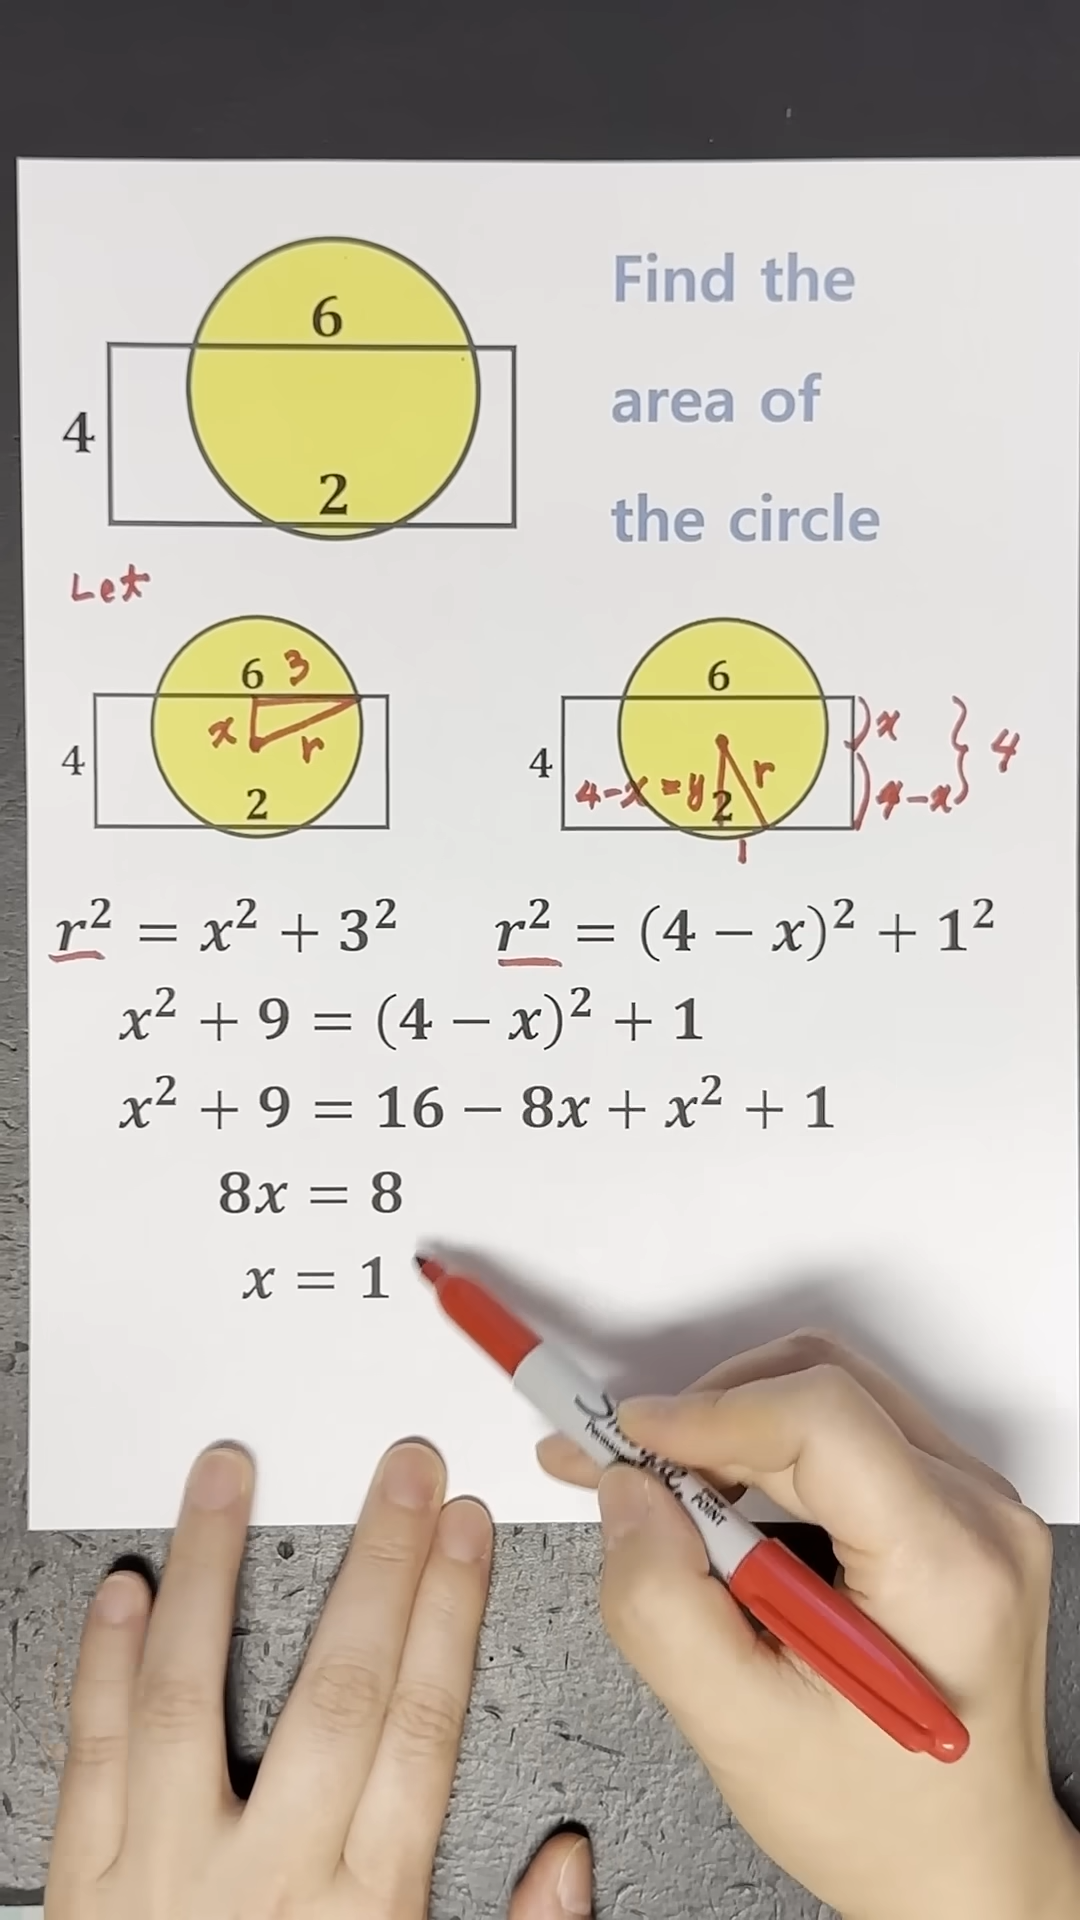 6
4
2
Find the
area of
the circle
Let
6 3
x
r
4
2
6
x
4
4
4-x = y
r
2
4-x
1
r² = x² + 3²
r² = (4 − x)² + 1²
x² + 9 = (4 − x)² + 1
x² + 9 = 16 − 8x + x² + 1
8x = 8
x = 1
FINE
POINT